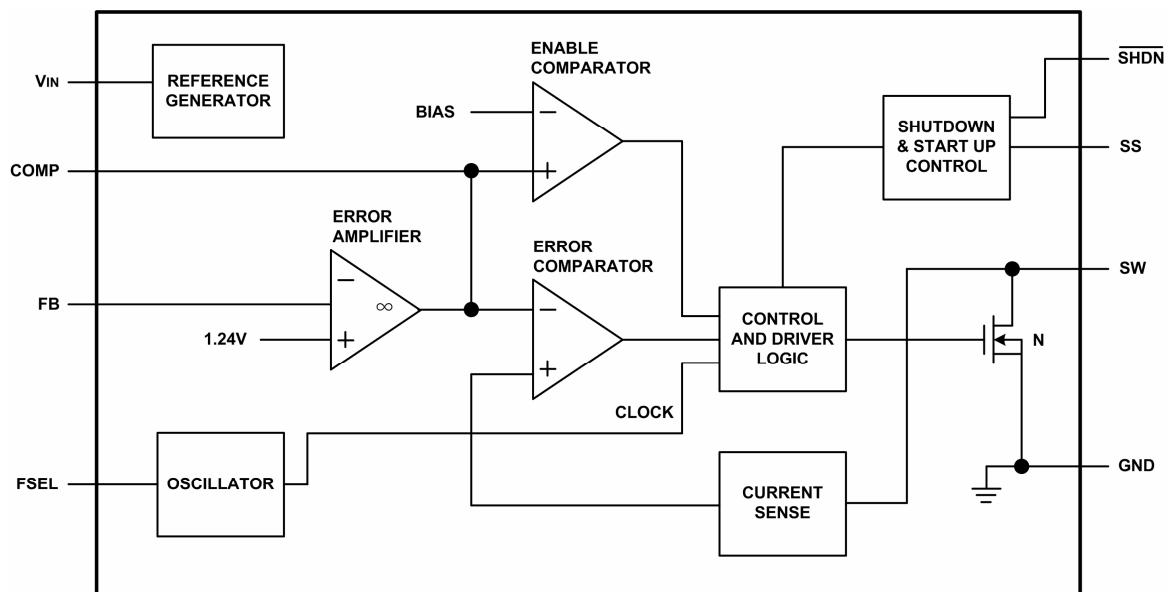 VIN
REFERENCE
GENERATOR
ENABLE
COMPARATOR
BIAS
−
+
SHDN
SHUTDOWN
& START UP
CONTROL
SS
COMP
ERROR
AMPLIFIER
−
∞
+
FB
1.24V
ERROR
COMPARATOR
−
+
CONTROL
AND DRIVER
LOGIC
SW
N
CLOCK
FSEL
OSCILLATOR
CURRENT
SENSE
GND